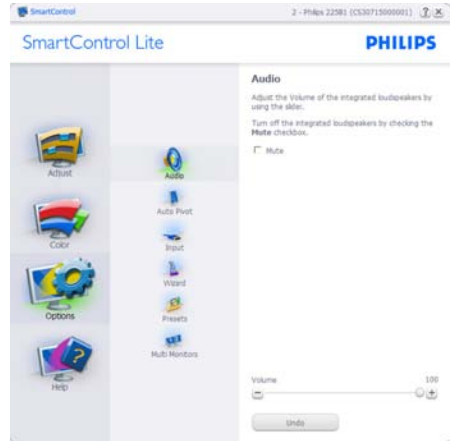 SmartControl
2 - Philips 225B1 (CS30715000001)
SmartControl Lite
PHILIPS
Adjust
Color
Options
Help
Audio
Auto Pivot
Input
Wizard
Presets
Multi Monitors
Audio
Adjust the Volume of the integrated loudspeakers by
using the slider.
Turn off the integrated loudspeakers by checking the
Mute checkbox.
Mute
Volume 100
Undo